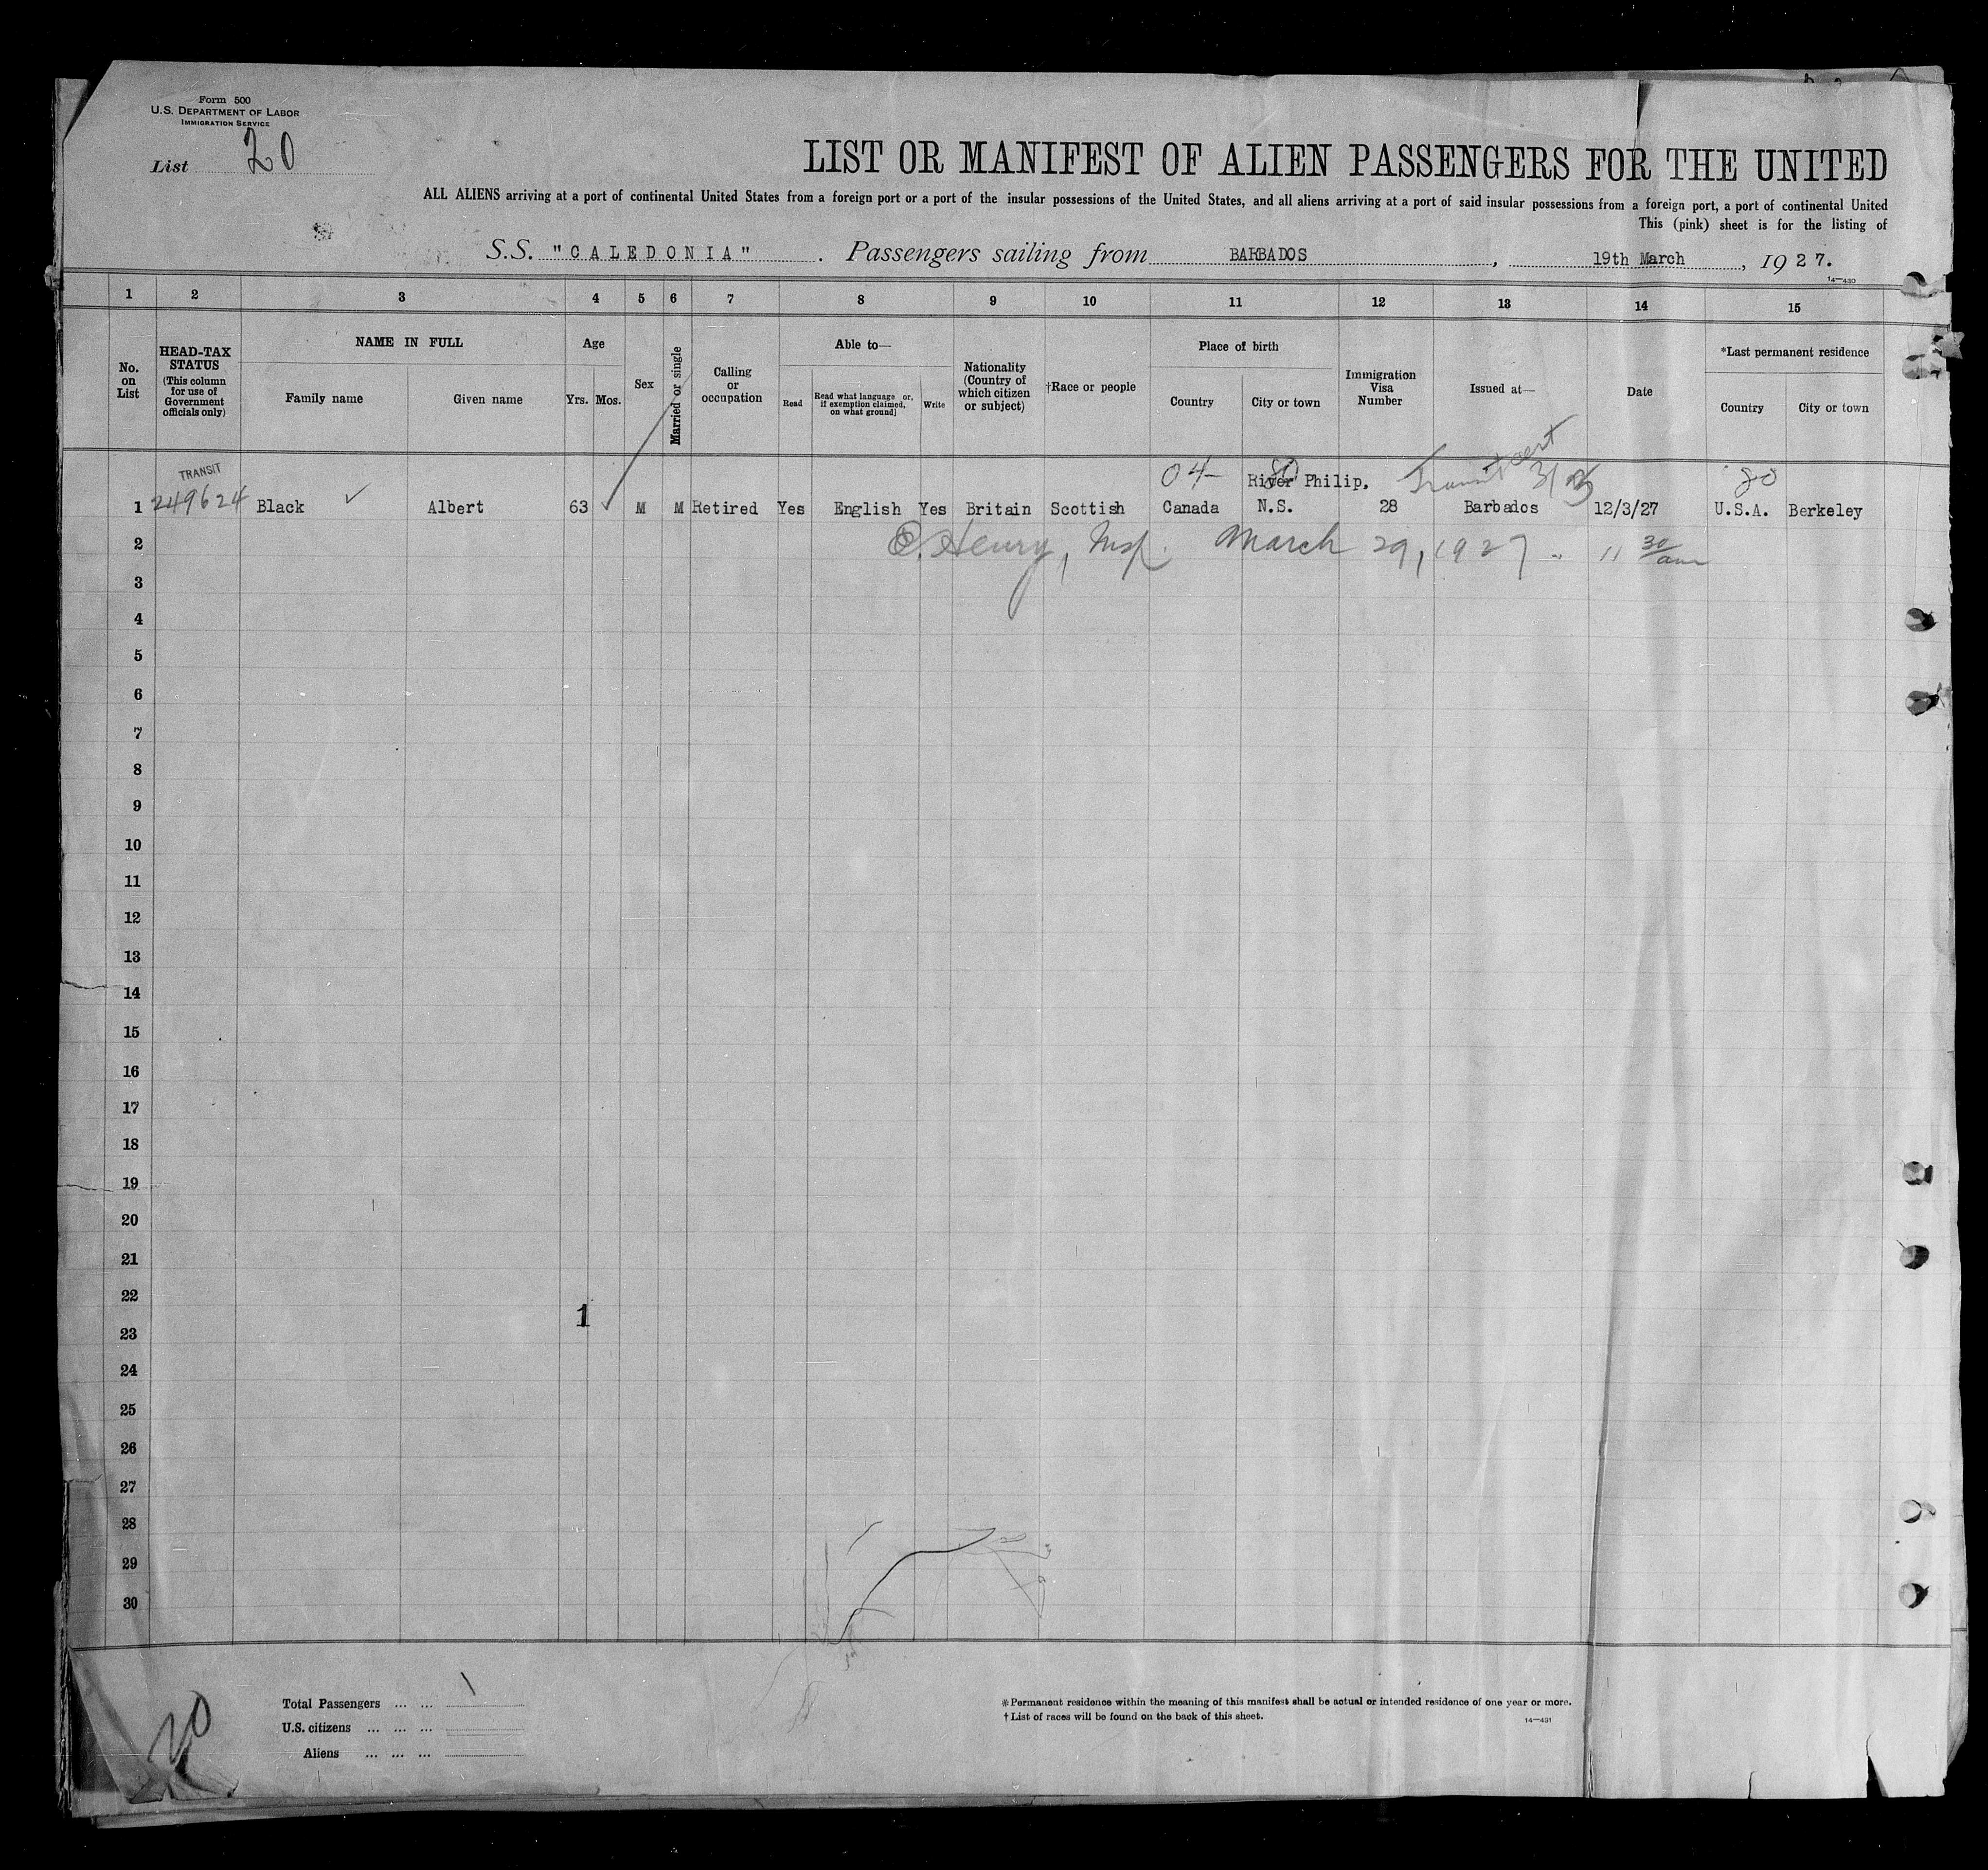 Form 500
U.S. DEPARTMENT OF LABOR
IMMIGRATION SERVICE
List 20
LIST OR MANIFEST OF ALIEN PASSENGERS FOR THE UNITED
ALL ALIENS arriving at a port of continental United States from a foreign port or a port of the insular possessions of the United States, and all aliens arriving at a port of said insular possessions from a foreign port, a port of continental United
This (pink) sheet is for the listing of
S.S. "CALEDONIA". Passengers sailing from BARBADOS, 19th March, 1927.
14—430
1 2 3 4 5 6 7 8 9 10 11 12 13 14 15
No. on List
HEAD-TAX STATUS
(This column for use of Government officials only)
NAME IN FULL
Family name Given name
Age
Yrs. Mos.
Sex
Married or single
Calling or occupation
Able to—
Read
Read what language or, if exemption claimed, on what ground]
Write
Nationality (Country of which citizen or subject)
†Race or people
Place of birth
Country City or town
Immigration Visa Number
Issued at—
Date
*Last permanent residence
Country City or town
TRANSIT 04- 80 River Philip. Transit cert 3/ 80
1 249624 Black ✓ Albert 63 ✓ M M Retired Yes English Yes Britain Scottish Canada N.S. 28 Barbados 12/3/27 U.S.A. Berkeley
2 Henry, Insp. March 29, 1927 - 11 30/am
3
4
5
6
7
8
9
10
11
12
13
14
15
16
17
18
19
20
21
22
1
23
24
25
26
27
28
29
30
Total Passengers ... ... 1
U.S. citizens ... ... ...
Aliens ... ... ...
20
*Permanent residence within the meaning of this manifest shall be actual or intended residence of one year or more.
†List of races will be found on the back of this sheet.
14—431